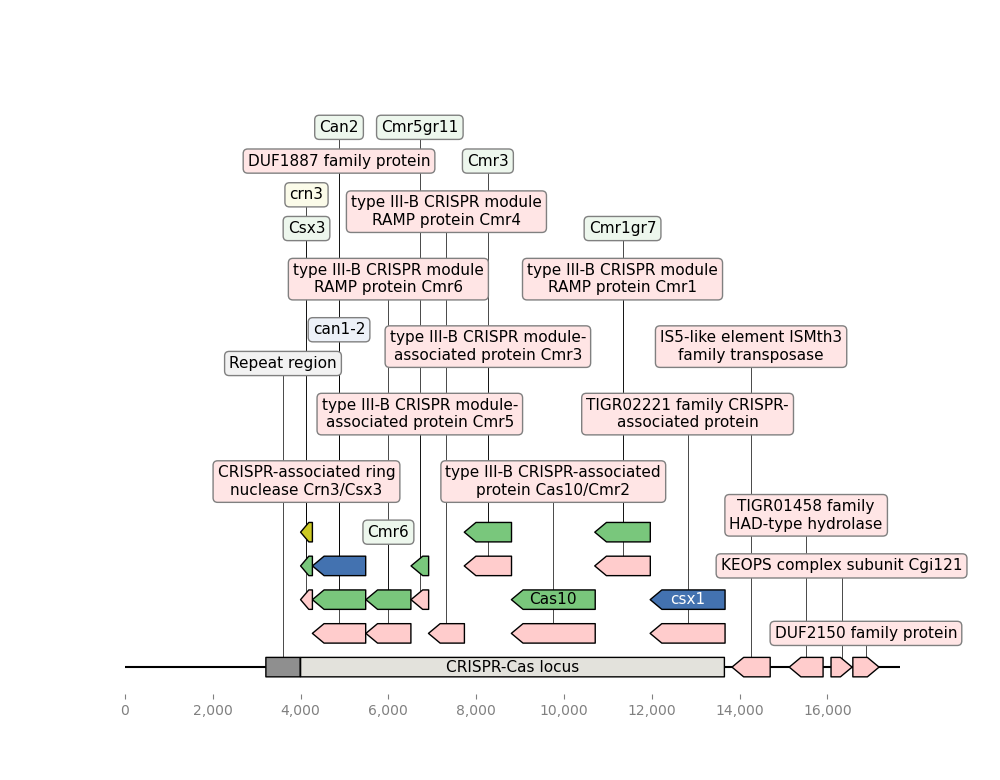 Can2
Cmr5gr11
DUF1887 family protein
Cmr3
crn3
type III-B CRISPR module
RAMP protein Cmr4
Csx3
Cmr1gr7
type III-B CRISPR module
RAMP protein Cmr6
type III-B CRISPR module
RAMP protein Cmr1
can1-2
type III-B CRISPR module-
associated protein Cmr3
IS5-like element ISMth3
family transposase
Repeat region
type III-B CRISPR module-
associated protein Cmr5
TIGR02221 family CRISPR-
associated protein
CRISPR-associated ring
nuclease Crn3/Csx3
type III-B CRISPR-associated
protein Cas10/Cmr2
TIGR01458 family
HAD-type hydrolase
Cmr6
KEOPS complex subunit Cgi121
Cas10
csx1
DUF2150 family protein
CRISPR-Cas locus
0
2,000
4,000
6,000
8,000
10,000
12,000
14,000
16,000